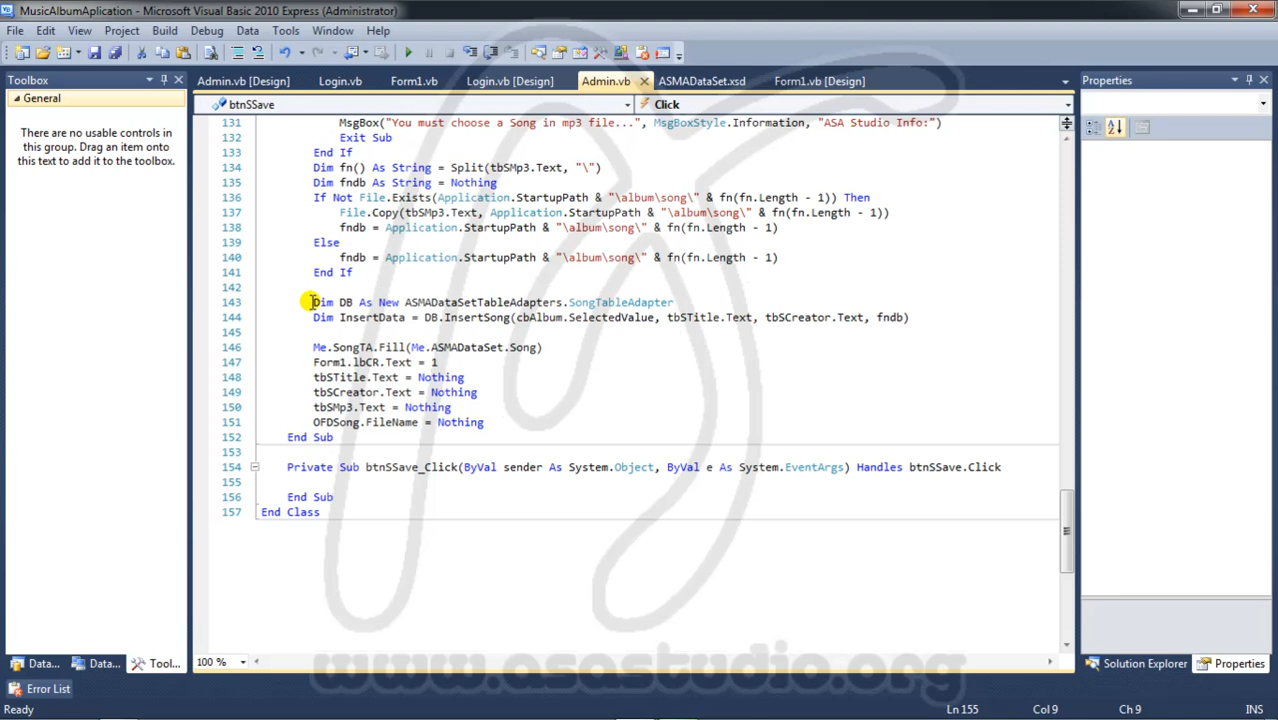 MusicAlbumAplication - Microsoft Visual Basic 2010 Express (Administrator)
File Edit View Project Build Debug Data Tools Window Help
Toolbox
General
There are no usable controls in
this group. Drag an item onto
this text to add it to the toolbox.
Admin.vb [Design] Login.vb Form1.vb Login.vb [Design] Admin.vb ASMADataSet.xsd Form1.vb [Design]
btnSSave Click
131 MsgBox("You must choose a Song in mp3 file...", MsgBoxStyle.Information, "ASA Studio Info:")
132 Exit Sub
133 End If
134 Dim fn() As String = Split(tbSMp3.Text, "\")
135 Dim fndb As String = Nothing
136 If Not File.Exists(Application.StartupPath & "\album\song\" & fn(fn.Length - 1)) Then
137 File.Copy(tbSMp3.Text, Application.StartupPath & "\album\song\" & fn(fn.Length - 1))
138 fndb = Application.StartupPath & "\album\song\" & fn(fn.Length - 1)
139 Else
140 fndb = Application.StartupPath & "\album\song\" & fn(fn.Length - 1)
141 End If
142
143 Dim DB As New ASMADataSetTableAdapters.SongTableAdapter
144 Dim InsertData = DB.InsertSong(cbAlbum.SelectedValue, tbSTitle.Text, tbSCreator.Text, fndb)
145
146 Me.SongTA.Fill(Me.ASMADataSet.Song)
147 Form1.lbCR.Text = 1
148 tbSTitle.Text = Nothing
149 tbSCreator.Text = Nothing
150 tbSMp3.Text = Nothing
151 OFDSong.FileName = Nothing
152 End Sub
153
154 Private Sub btnSSave_Click(ByVal sender As System.Object, ByVal e As System.EventArgs) Handles btnSSave.Click
155
156 End Sub
157 End Class
100 %
Properties
Data... Data... Tool...
Solution Explorer Properties
www.asastudio.org
Error List
Ln 155 Col 9 Ch 9 INS